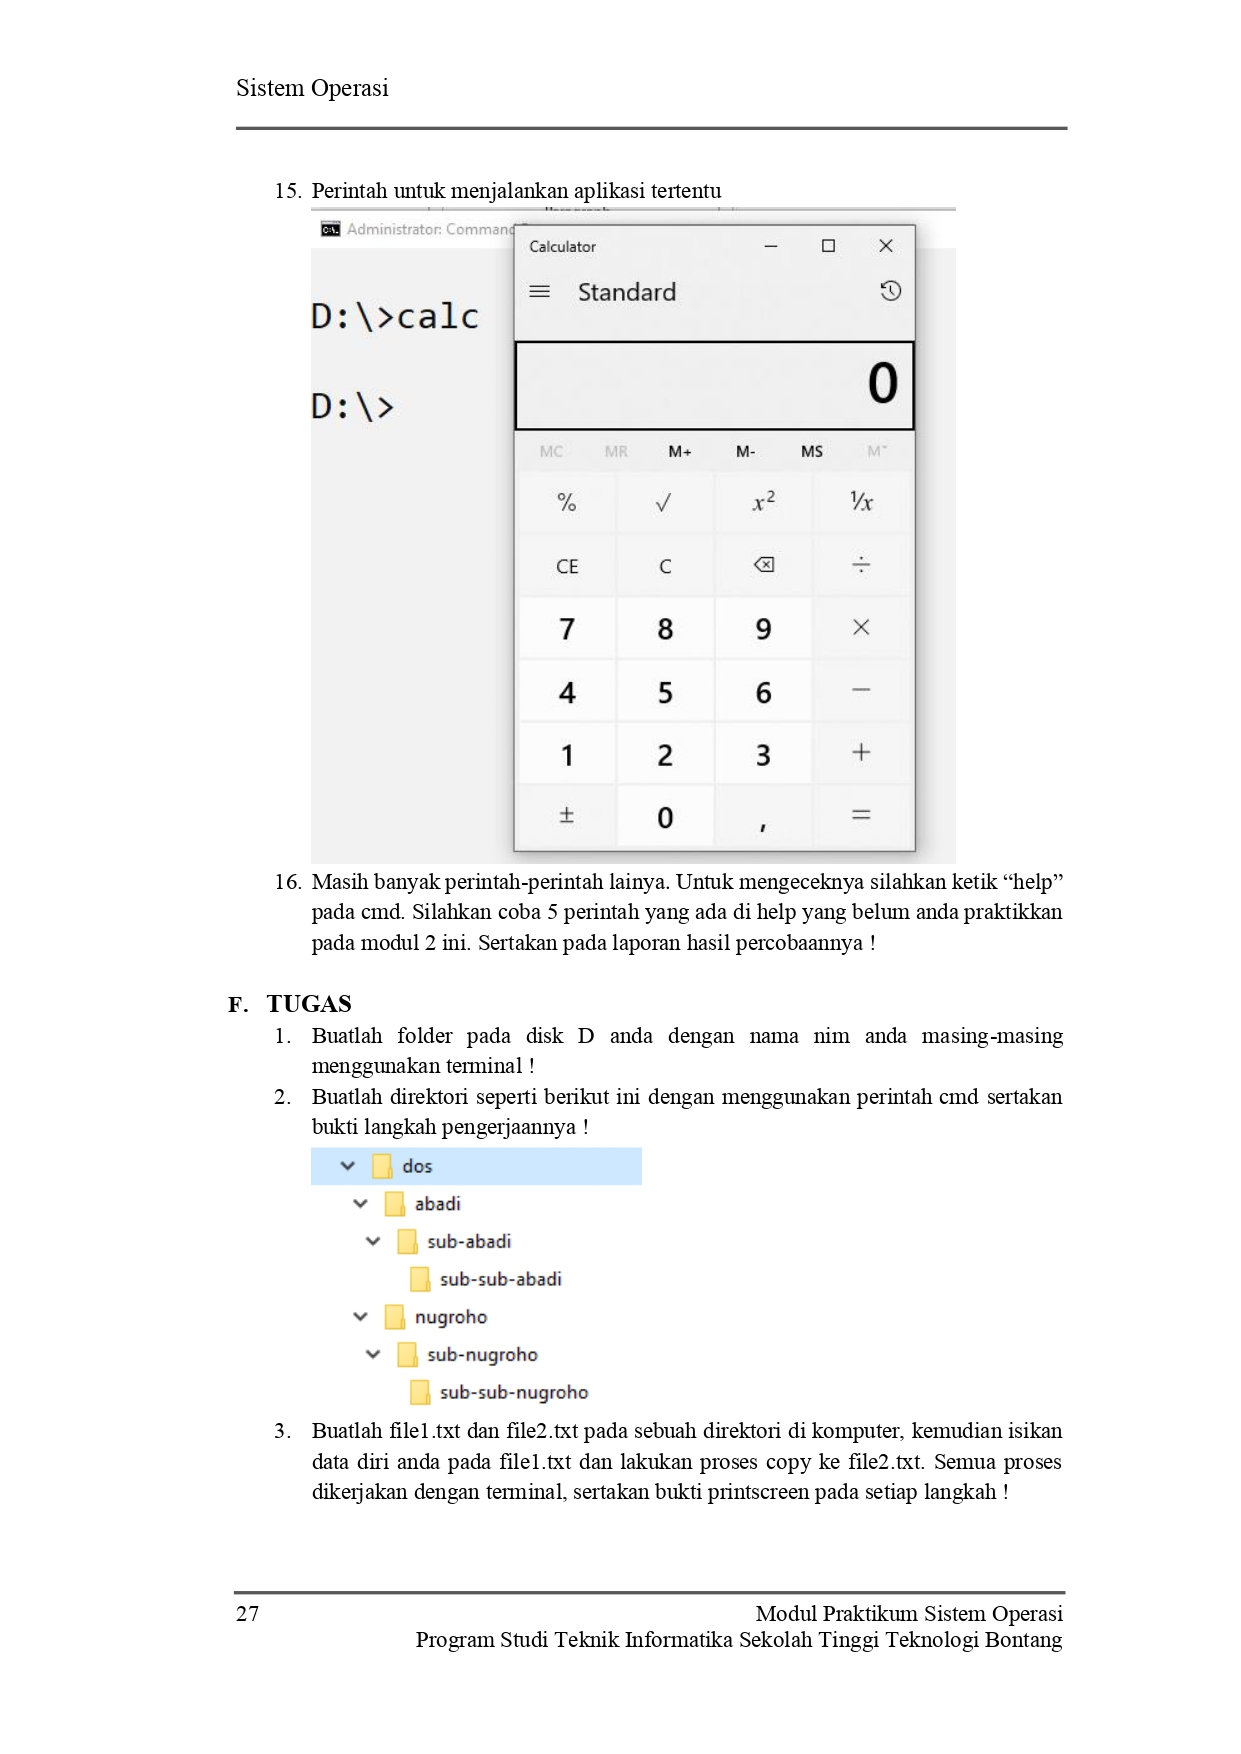 Sistem Operasi
15. Perintah untuk menjalankan aplikasi tertentu
Administrator: Command
D:\>calc
D:\>
Calculator
Standard
0
MC MR M+ M- MS M˅
% √ x² ¹/x
CE C ÷
7 8 9 ×
4 5 6 −
1 2 3 +
± 0 , =
16. Masih banyak perintah-perintah lainya. Untuk mengeceknya silahkan ketik “help”
pada cmd. Silahkan coba 5 perintah yang ada di help yang belum anda praktikkan
pada modul 2 ini. Sertakan pada laporan hasil percobaannya !
F. TUGAS
1. Buatlah folder pada disk D anda dengan nama nim anda masing-masing
menggunakan terminal !
2. Buatlah direktori seperti berikut ini dengan menggunakan perintah cmd sertakan
bukti langkah pengerjaannya !
dos
abadi
sub-abadi
sub-sub-abadi
nugroho
sub-nugroho
sub-sub-nugroho
3. Buatlah file1.txt dan file2.txt pada sebuah direktori di komputer, kemudian isikan
data diri anda pada file1.txt dan lakukan proses copy ke file2.txt. Semua proses
dikerjakan dengan terminal, sertakan bukti printscreen pada setiap langkah !
27 Modul Praktikum Sistem Operasi
Program Studi Teknik Informatika Sekolah Tinggi Teknologi Bontang